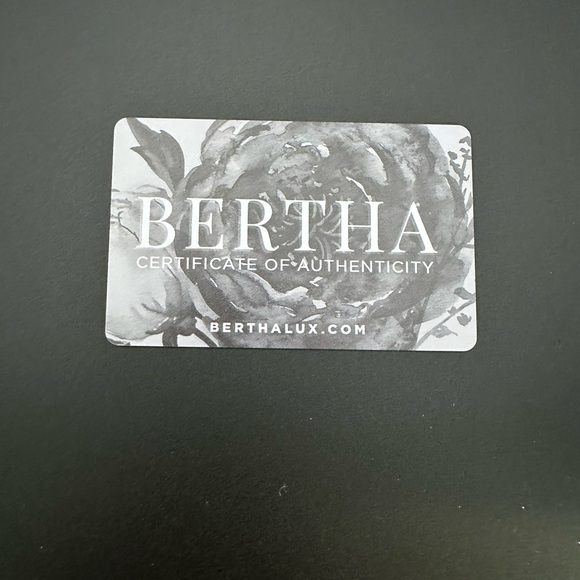 BERTHA
CERTIFICATE OF AUTHENTICITY
BERTHALUX.COM